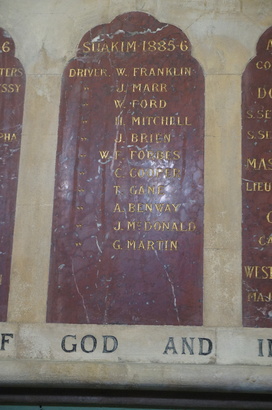 SUAKIM 1885-6
DRIVER. W. FRANKLIN
" J. MARR
" W. FORD
" H. MITCHELL
" J. BRIEN
" W. F. FORBES
" C. COOPER
" T. GANE
" A. BENWAY
" J. McDONALD
" G. MARTIN
F GOD AND I